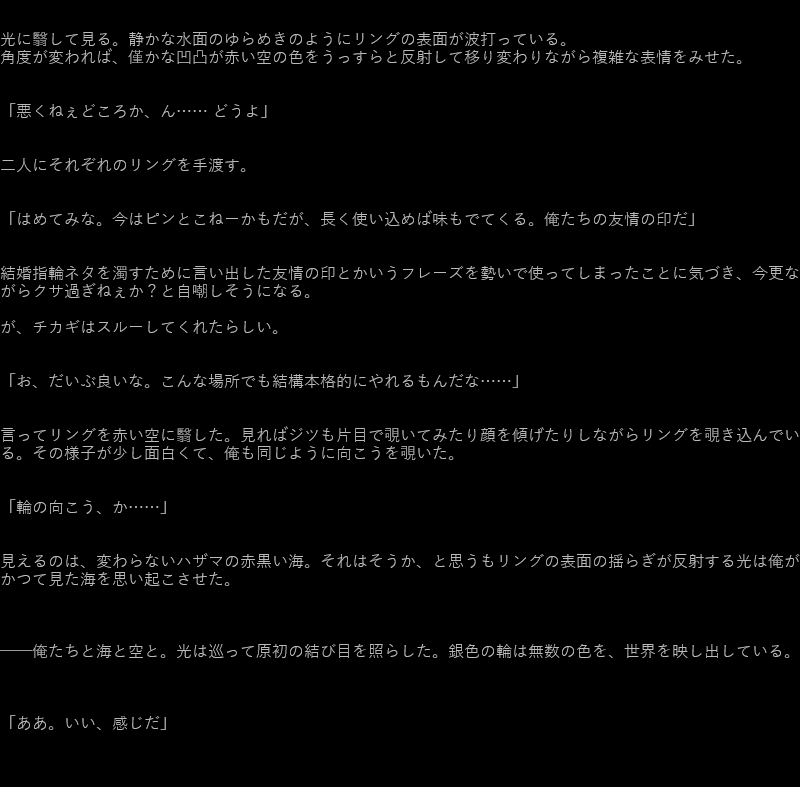 光に翳して見る。静かな水面のゆらめきのようにリングの表面が波打っている。
角度が変われば、僅かな凹凸が赤い空の色をうっすらと反射して移り変わりながら複雑な表情をみせた。
「悪くねぇどころか、ん…… どうよ」
二人にそれぞれのリングを手渡す。
「はめてみな。今はピンとこねーかもだが、長く使い込めば味もでてくる。俺たちの友情の印だ」
結婚指輪ネタを濁すために言い出した友情の印とかいうフレーズを勢いで使ってしまったことに気づき、今更な
がらクサ過ぎねぇか？と自嘲しそうになる。
が、チカギはスルーしてくれたらしい。
「お、だいぶ良いな。こんな場所でも結構本格的にやれるもんだな……」
言ってリングを赤い空に翳した。見ればジツも片目で覗いてみたり顔を傾げたりしながらリングを覗き込んでい
る。その様子が少し面白くて、俺も同じように向こうを覗いた。
「輪の向こう、か……」
見えるのは、変わらないハザマの赤黒い海。それはそうか、と思うもリングの表面の揺らぎが反射する光は俺が
かつて見た海を思い起こさせた。
――俺たちと海と空と。光は巡って原初の結び目を照らした。銀色の輪は無数の色を、世界を映し出している。
「ああ。いい、感じだ」